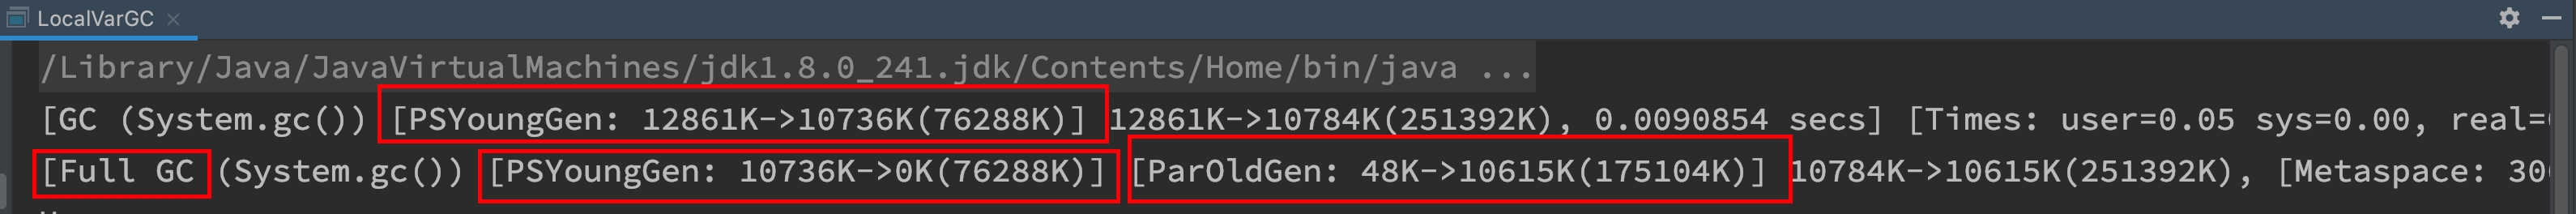 LocalVarGC
/Library/Java/JavaVirtualMachines/jdk1.8.0_241.jdk/Contents/Home/bin/java ...
[GC (System.gc()) [PSYoungGen: 12861K->10736K(76288K)] 12861K->10784K(251392K), 0.0090854 secs] [Times: user=0.05 sys=0.00, real=
[Full GC (System.gc()) [PSYoungGen: 10736K->0K(76288K)] [ParOldGen: 48K->10615K(175104K)] 10784K->10615K(251392K), [Metaspace: 30